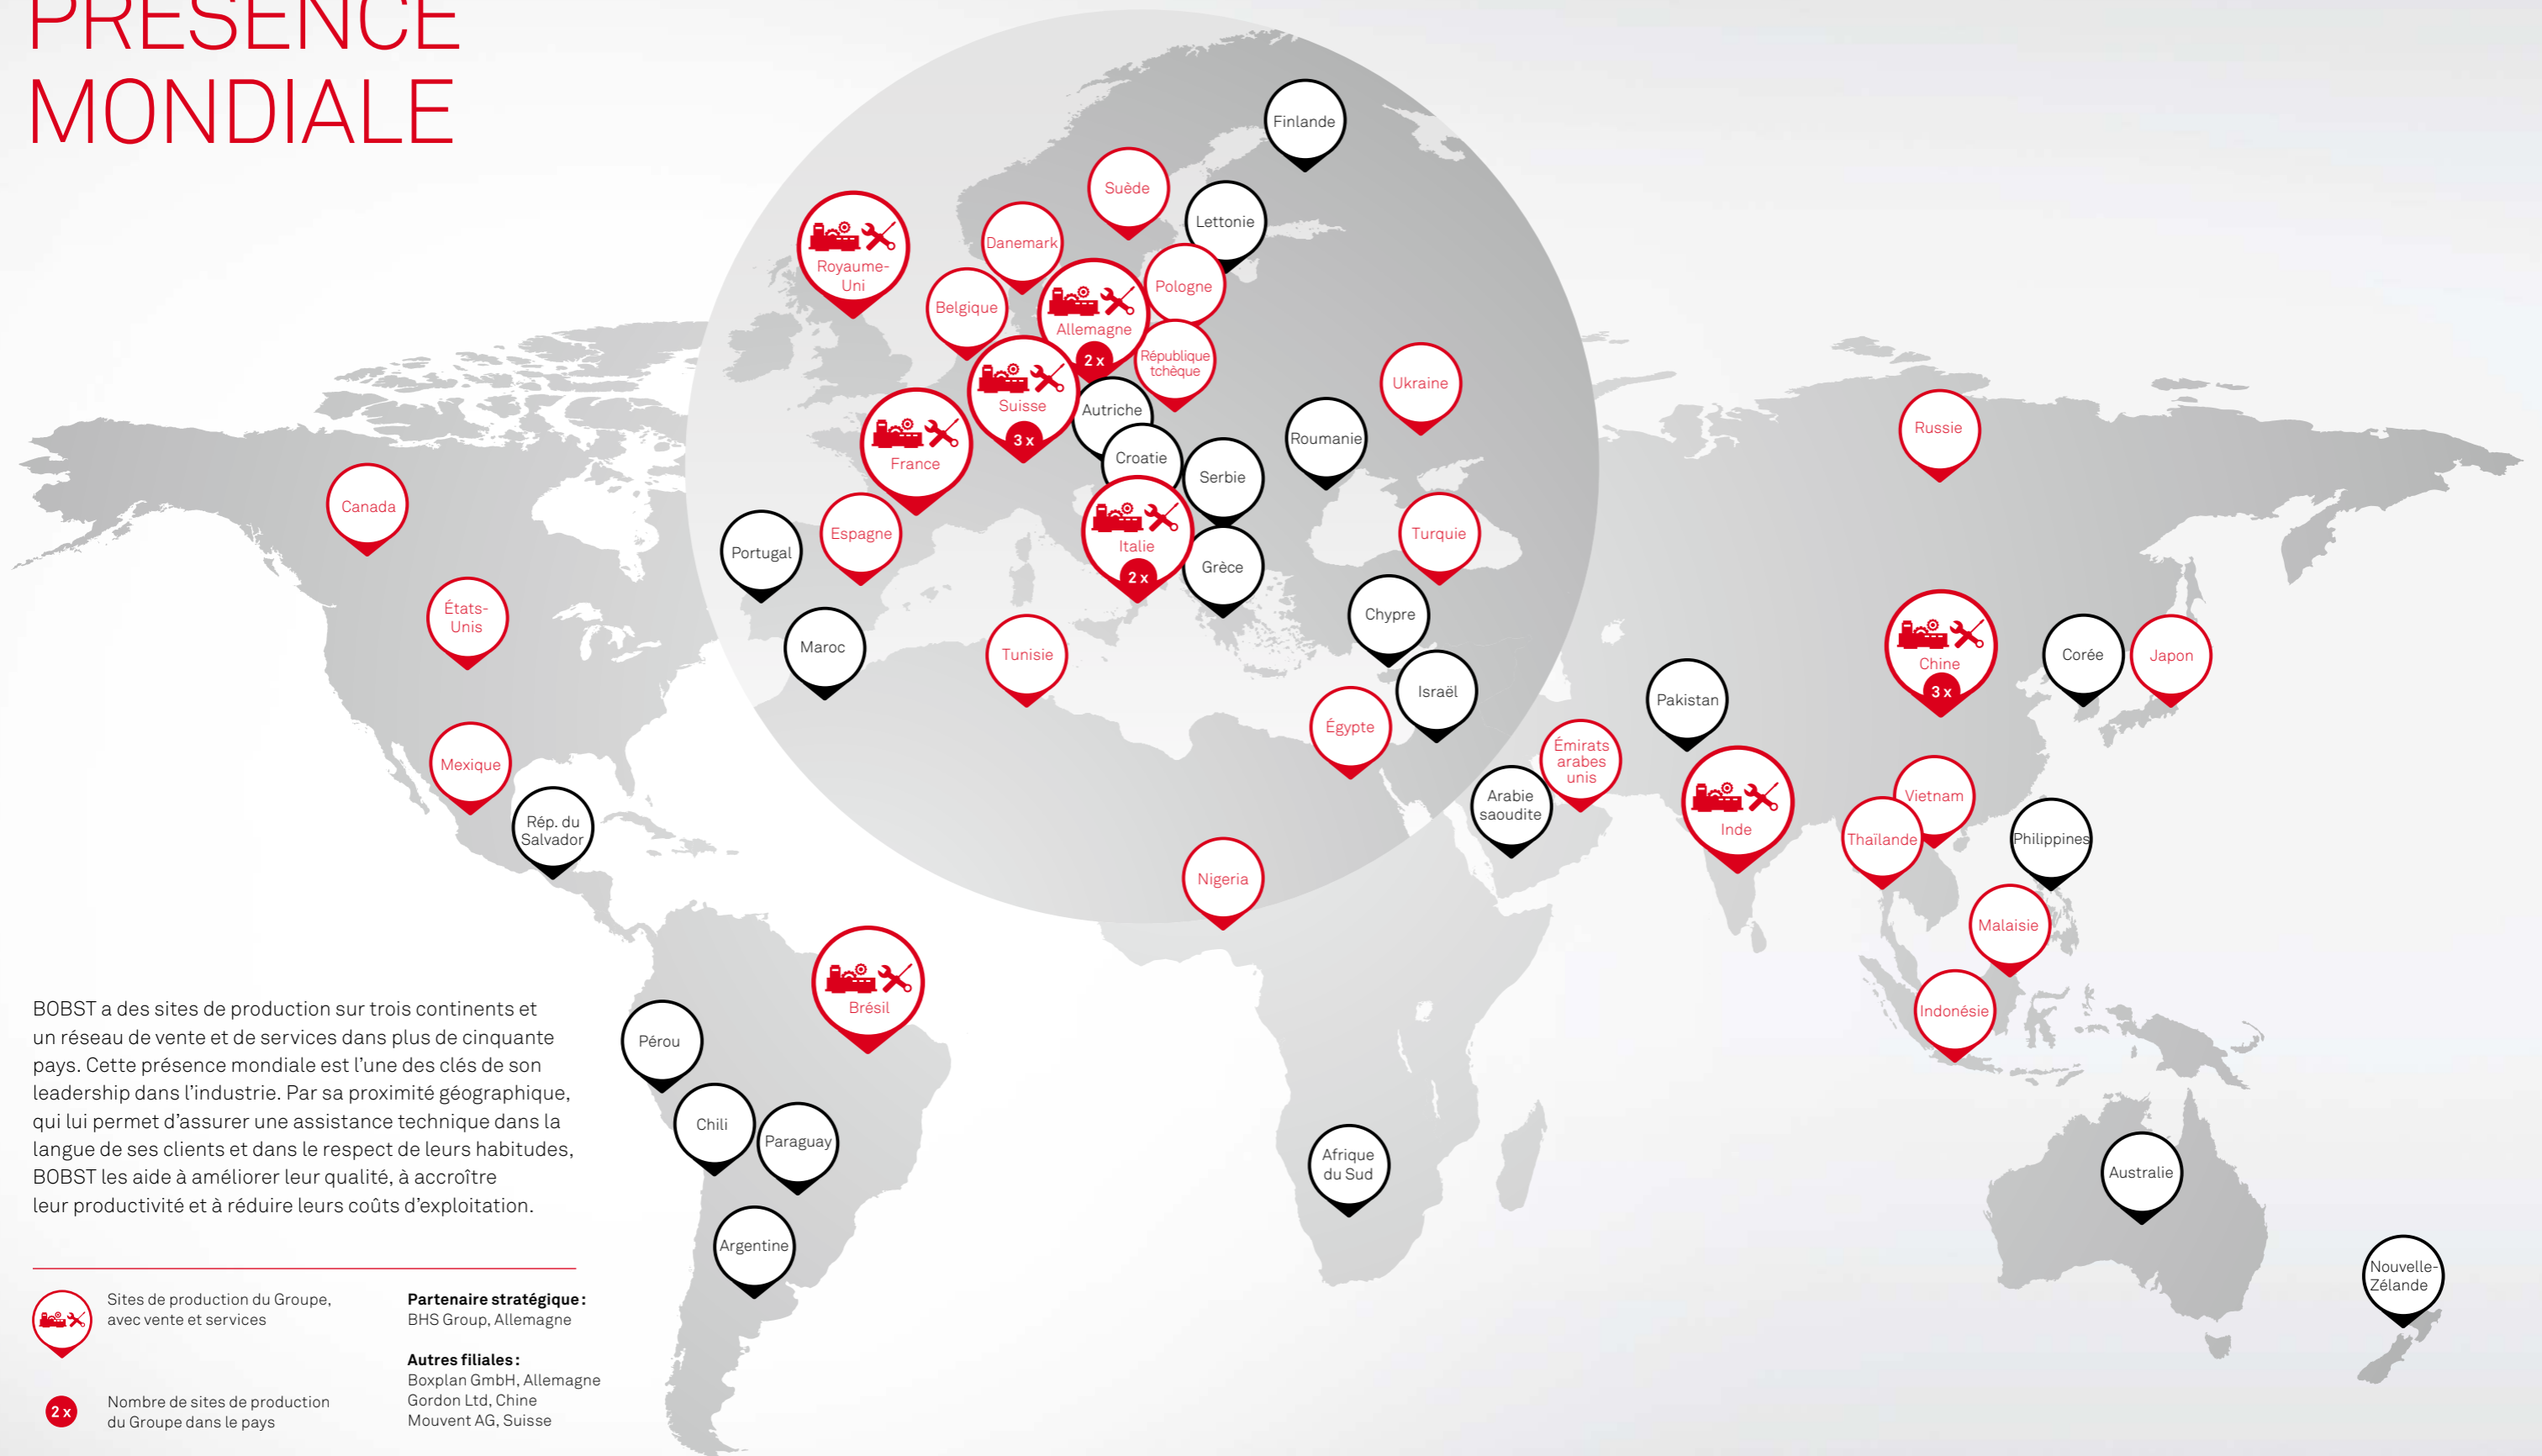 PRÉSENCE
MONDIALE
Finlande
Suède
Lettonie
Danemark
Royaume-
Uni
Pologne
Belgique
Allemagne
2 x
République
tchèque
Ukraine
Suisse
3 x
Autriche
Russie
Roumanie
France
Croatie
Serbie
Canada
Espagne
Turquie
Portugal
Italie
2 x
Grèce
États-
Unis
Chypre
Maroc
Tunisie
Chine
3 x
Corée
Japon
Israël
Pakistan
Égypte
Émirats
arabes
unis
Mexique
Arabie
saoudite
Vietnam
Rép. du
Salvador
Inde
Thaïlande
Philippines
Nigeria
Malaisie
Brésil
Indonésie
Pérou
Chili
Paraguay
Afrique
du Sud
Australie
Argentine
Nouvelle-
Zélande
BOBST a des sites de production sur trois continents et
un réseau de vente et de services dans plus de cinquante
pays. Cette présence mondiale est l’une des clés de son
leadership dans l’industrie. Par sa proximité géographique,
qui lui permet d’assurer une assistance technique dans la
langue de ses clients et dans le respect de leurs habitudes,
BOBST les aide à améliorer leur qualité, à accroître
leur productivité et à réduire leurs coûts d’exploitation.
Sites de production du Groupe,
avec vente et services
2 x
Nombre de sites de production
du Groupe dans le pays
Partenaire stratégique :
BHS Group, Allemagne
Autres filiales :
Boxplan GmbH, Allemagne
Gordon Ltd, Chine
Mouvent AG, Suisse